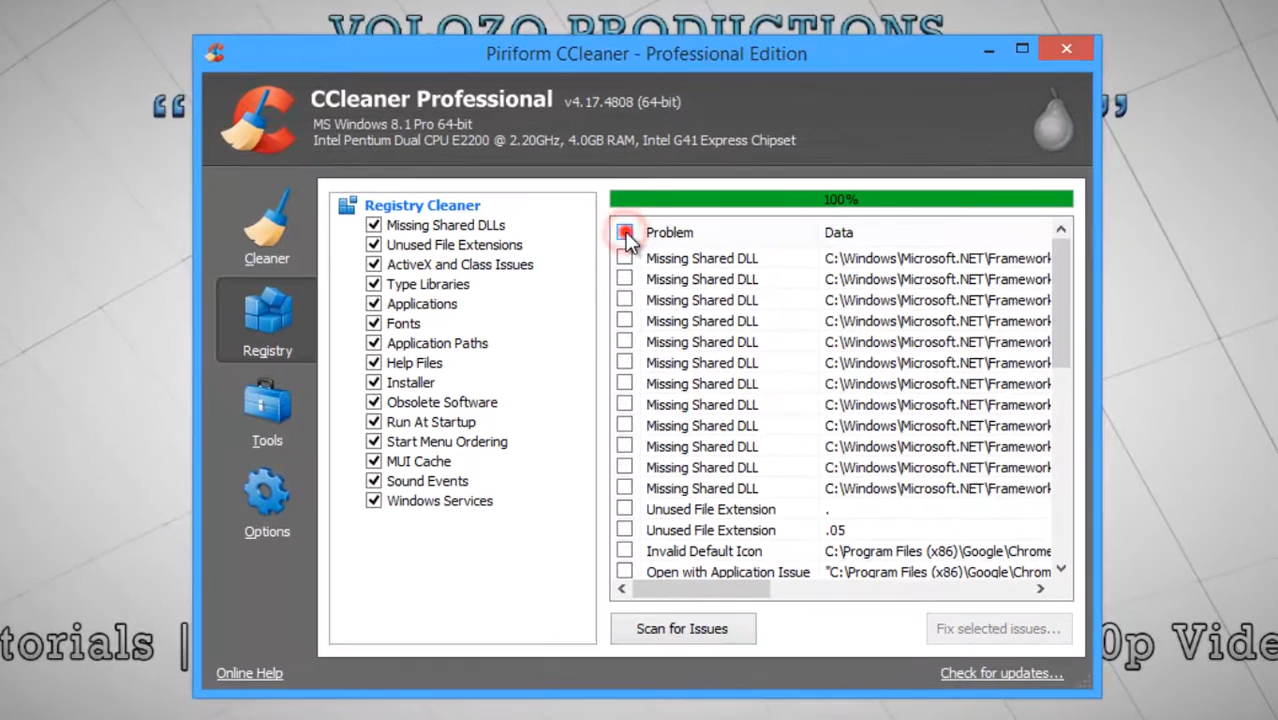 VOLOZO PRODUCTIONS
“ ”
Piriform CCleaner - Professional Edition
CCleaner Professional v4.17.4808 (64-bit)
MS Windows 8.1 Pro 64-bit
Intel Pentium Dual CPU E2200 @ 2.20GHz, 4.0GB RAM, Intel G41 Express Chipset
Cleaner
Registry
Tools
Options
Registry Cleaner
Missing Shared DLLs
Unused File Extensions
ActiveX and Class Issues
Type Libraries
Applications
Fonts
Application Paths
Help Files
Installer
Obsolete Software
Run At Startup
Start Menu Ordering
MUI Cache
Sound Events
Windows Services
100%
Problem Data
Missing Shared DLL C:\Windows\Microsoft.NET\Framework
Missing Shared DLL C:\Windows\Microsoft.NET\Framework
Missing Shared DLL C:\Windows\Microsoft.NET\Framework
Missing Shared DLL C:\Windows\Microsoft.NET\Framework
Missing Shared DLL C:\Windows\Microsoft.NET\Framework
Missing Shared DLL C:\Windows\Microsoft.NET\Framework
Missing Shared DLL C:\Windows\Microsoft.NET\Framework
Missing Shared DLL C:\Windows\Microsoft.NET\Framework
Missing Shared DLL C:\Windows\Microsoft.NET\Framework
Missing Shared DLL C:\Windows\Microsoft.NET\Framework
Missing Shared DLL C:\Windows\Microsoft.NET\Framework
Missing Shared DLL C:\Windows\Microsoft.NET\Framework
Unused File Extension .
Unused File Extension .05
Invalid Default Icon C:\Program Files (x86)\Google\Chrome
Open with Application Issue "C:\Program Files (x86)\Google\Chrom
Scan for Issues
Fix selected issues...
torials | 0p Vide
Online Help
Check for updates...